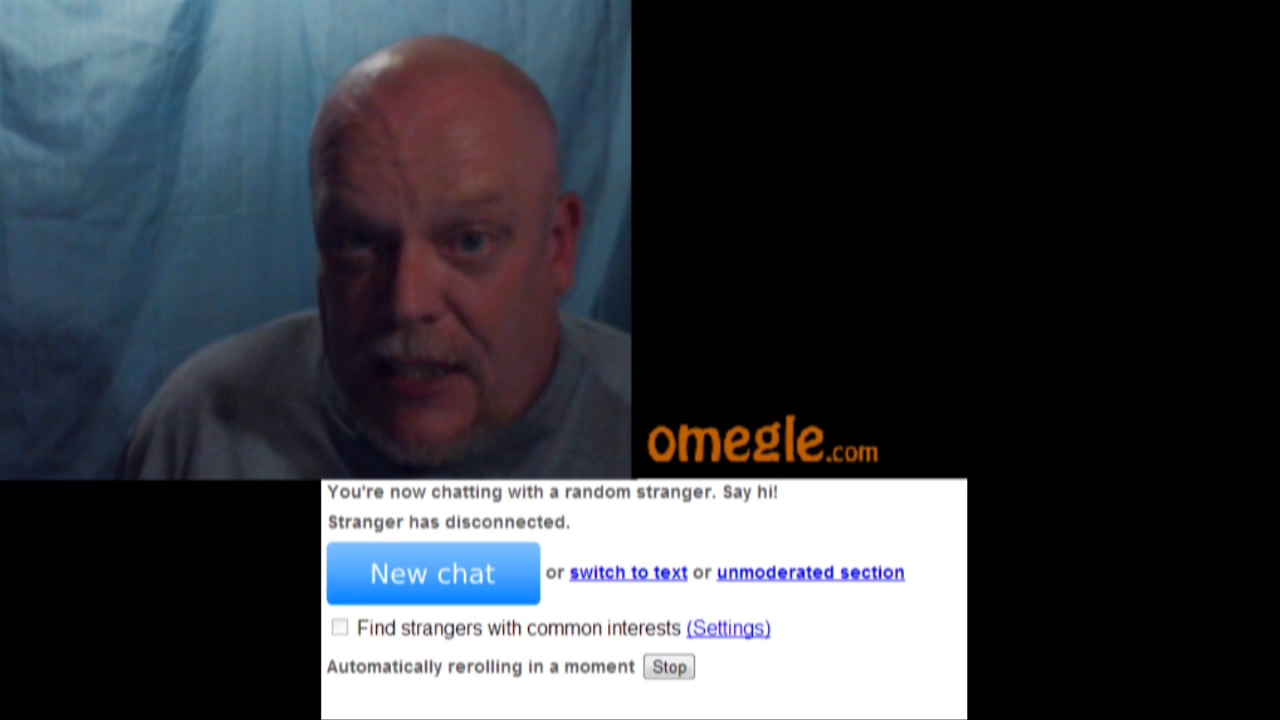 omegle.com
You're now chatting with a random stranger. Say hi!
Stranger has disconnected.
New chat or switch to text or unmoderated section
Find strangers with common interests (Settings)
Automatically rerolling in a moment Stop